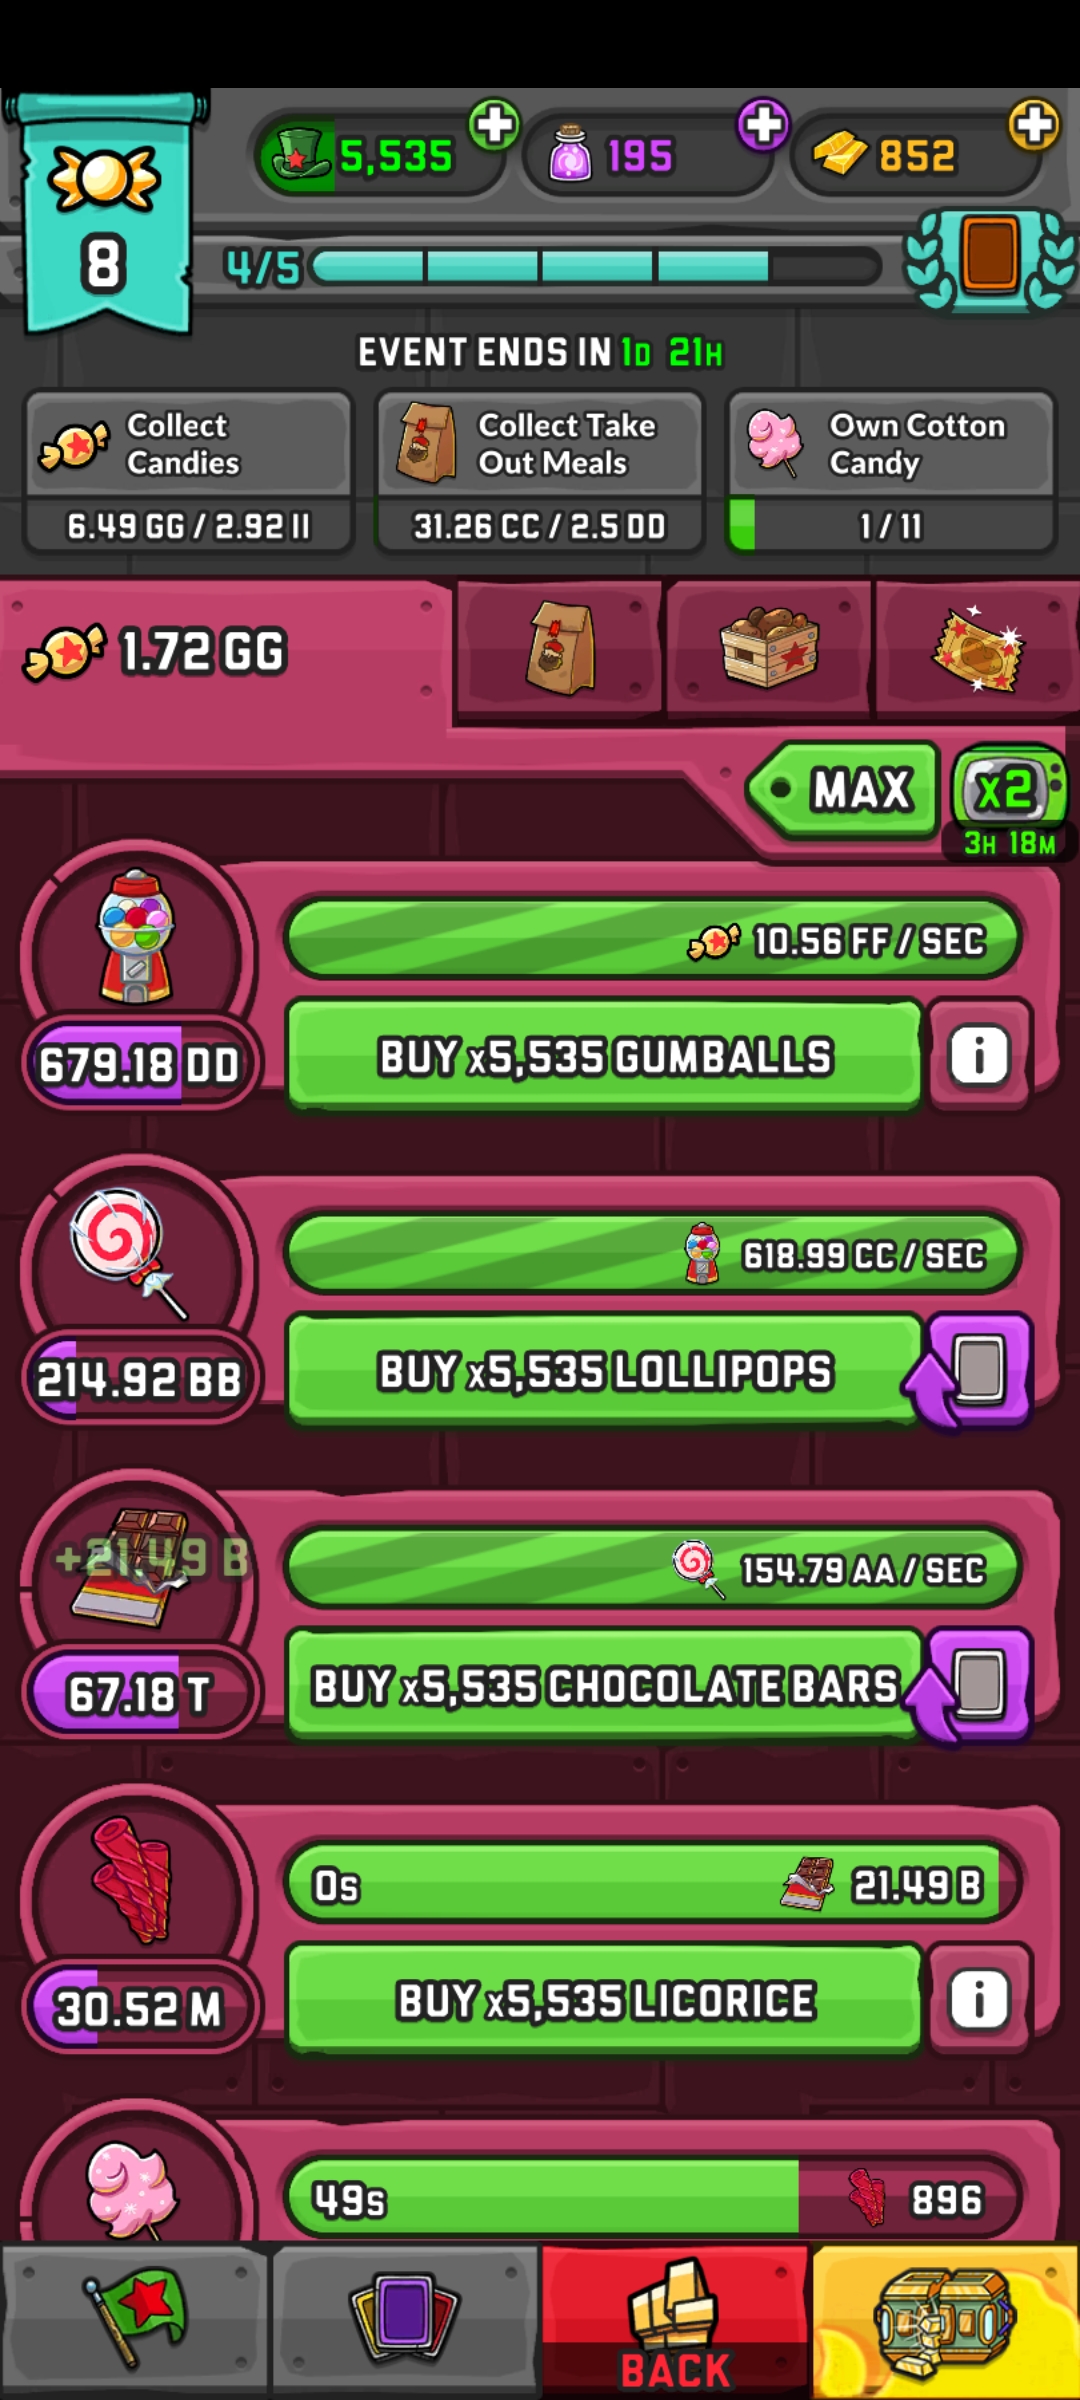 5,535
195
852
8
4/5
EVENT ENDS IN 1D 21H
Collect
Candies
6.49 GG / 2.92 II
Collect Take
Out Meals
31.26 CC / 2.5 DD
Own Cotton
Candy
1 / 11
1.72 GG
MAX
x2
3H 18M
10.56 FF / SEC
679.18 DD
BUY x5,535 GUMBALLS
i
618.99 CC / SEC
214.92 BB
BUY x5,535 LOLLIPOPS
+21.49 B
154.79 AA / SEC
67.18 T
BUY x5,535 CHOCOLATE BARS
0s
21.49 B
30.52 M
BUY x5,535 LICORICE
i
49s
896
BACK